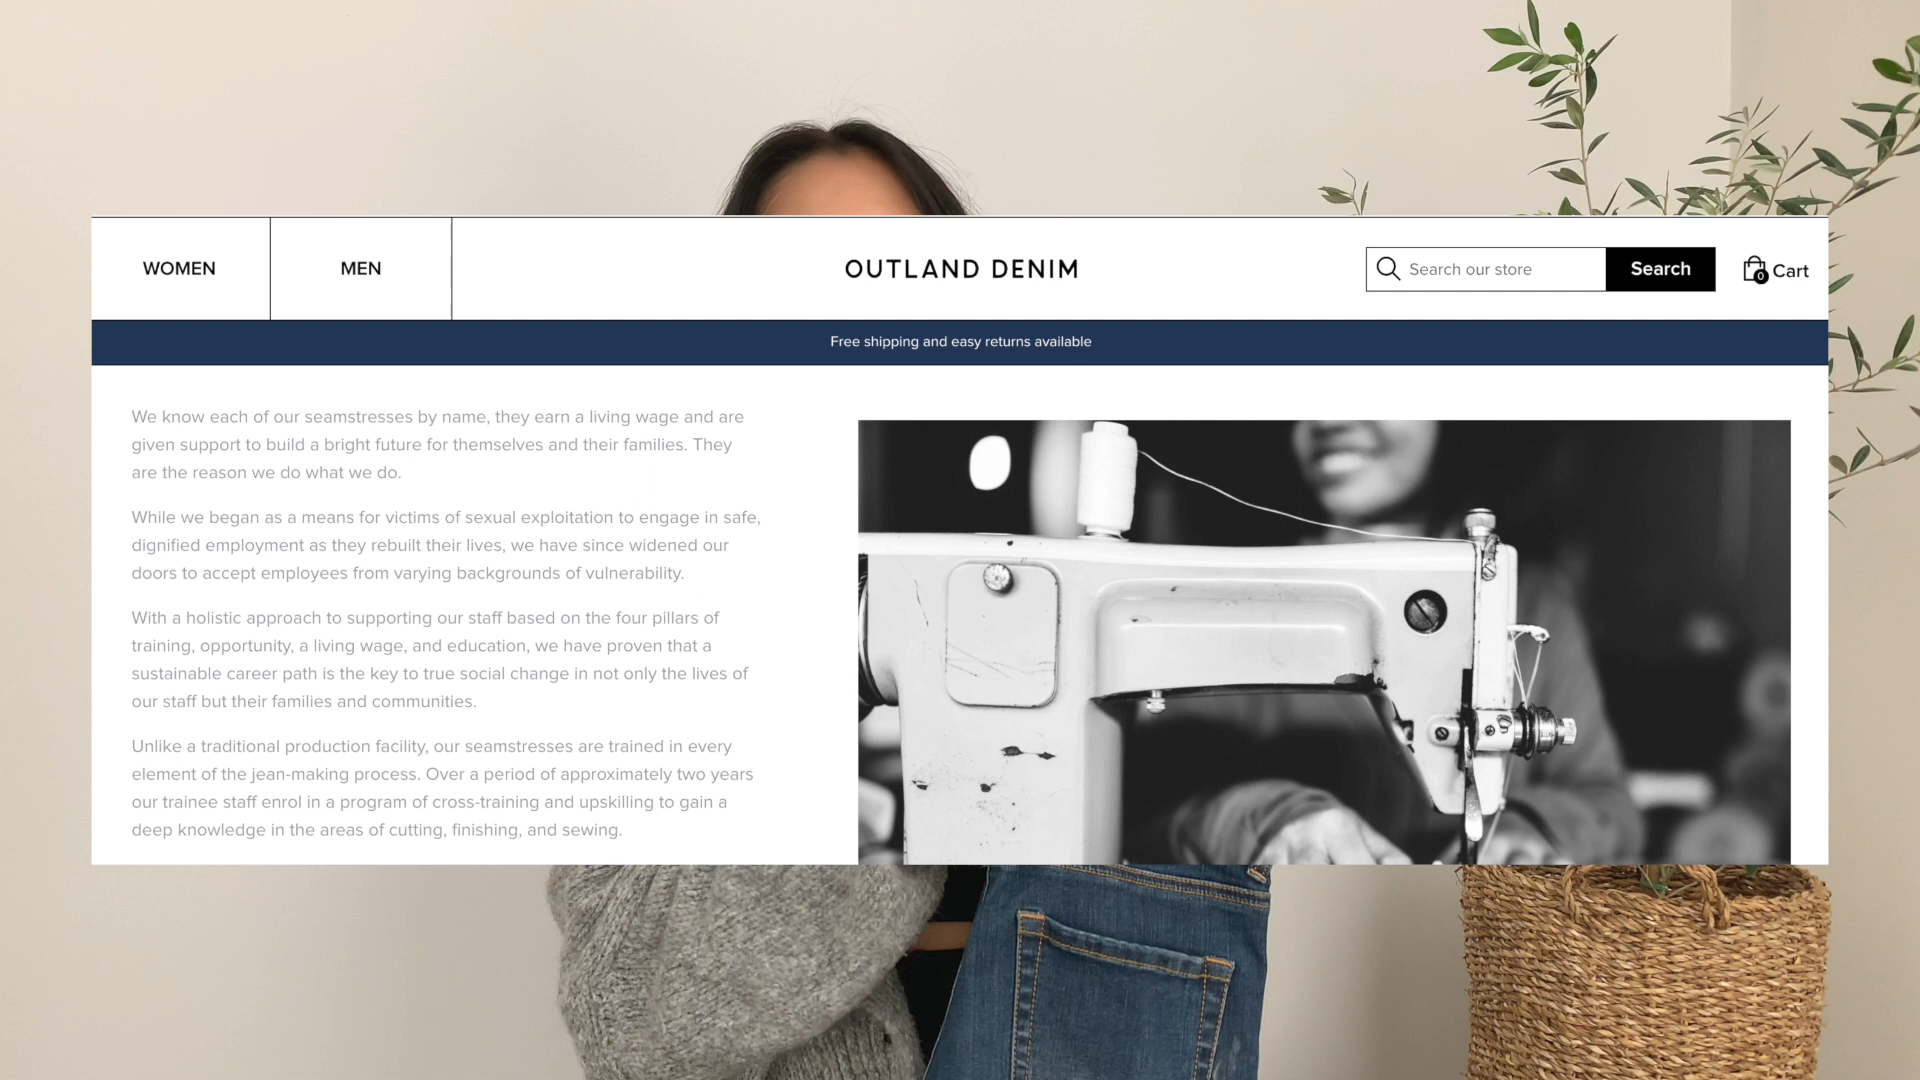 WOMEN
MEN
OUTLAND DENIM
Search our store
Search
0
Cart
Free shipping and easy returns available
We know each of our seamstresses by name, they earn a living wage and are
given support to build a bright future for themselves and their families. They
are the reason we do what we do.
While we began as a means for victims of sexual exploitation to engage in safe,
dignified employment as they rebuilt their lives, we have since widened our
doors to accept employees from varying backgrounds of vulnerability.
With a holistic approach to supporting our staff based on the four pillars of
training, opportunity, a living wage, and education, we have proven that a
sustainable career path is the key to true social change in not only the lives of
our staff but their families and communities.
Unlike a traditional production facility, our seamstresses are trained in every
element of the jean-making process. Over a period of approximately two years
our trainee staff enrol in a program of cross-training and upskilling to gain a
deep knowledge in the areas of cutting, finishing, and sewing.